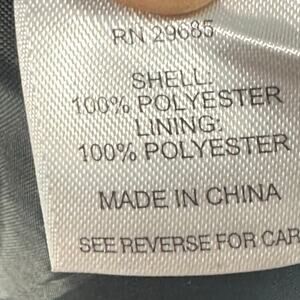 RN 29685
SHELL:
100% POLYESTER
LINING:
100% POLYESTER
MADE IN CHINA
SEE REVERSE FOR CAR